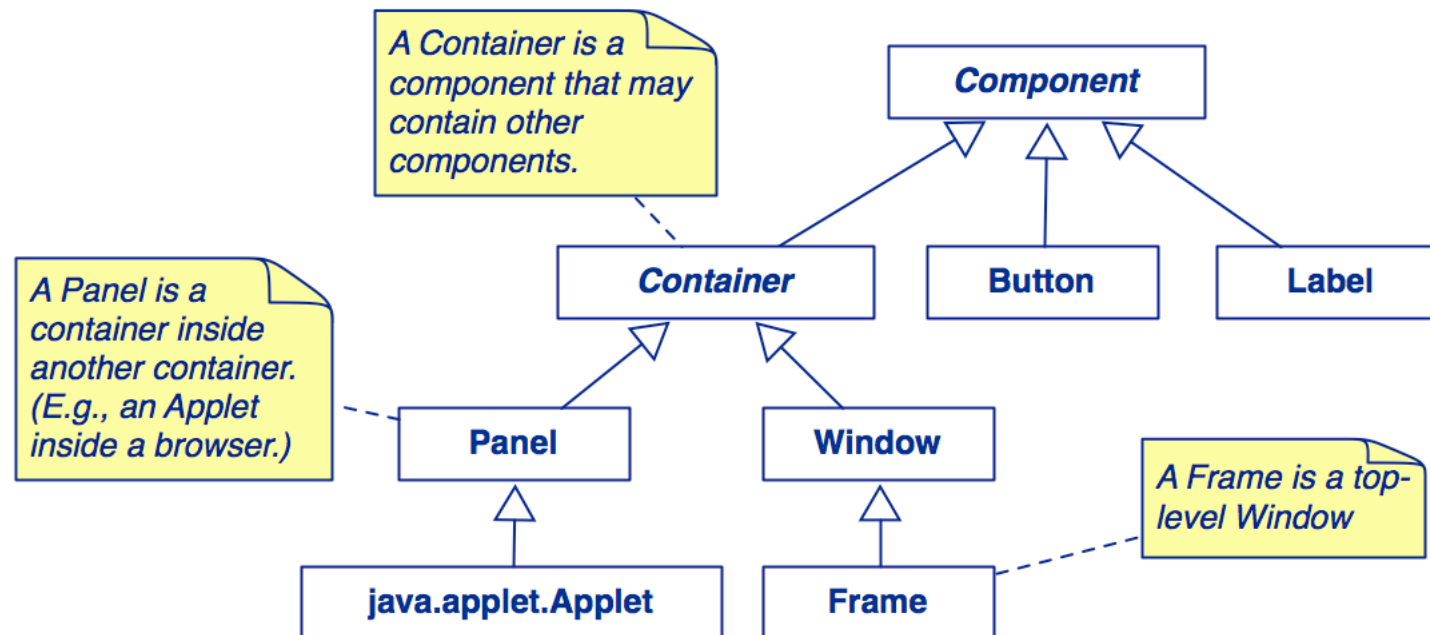 A Container is a
component that may
contain other
components.
Component
Container
Button
Label
A Panel is a
container inside
another container.
(E.g., an Applet
inside a browser.)
Panel
Window
A Frame is a top-
level Window
java.applet.Applet
Frame